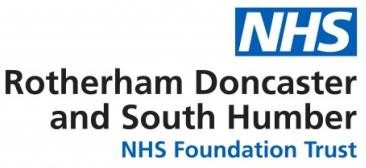 NHS
Rotherham Doncaster
and South Humber
NHS Foundation Trust